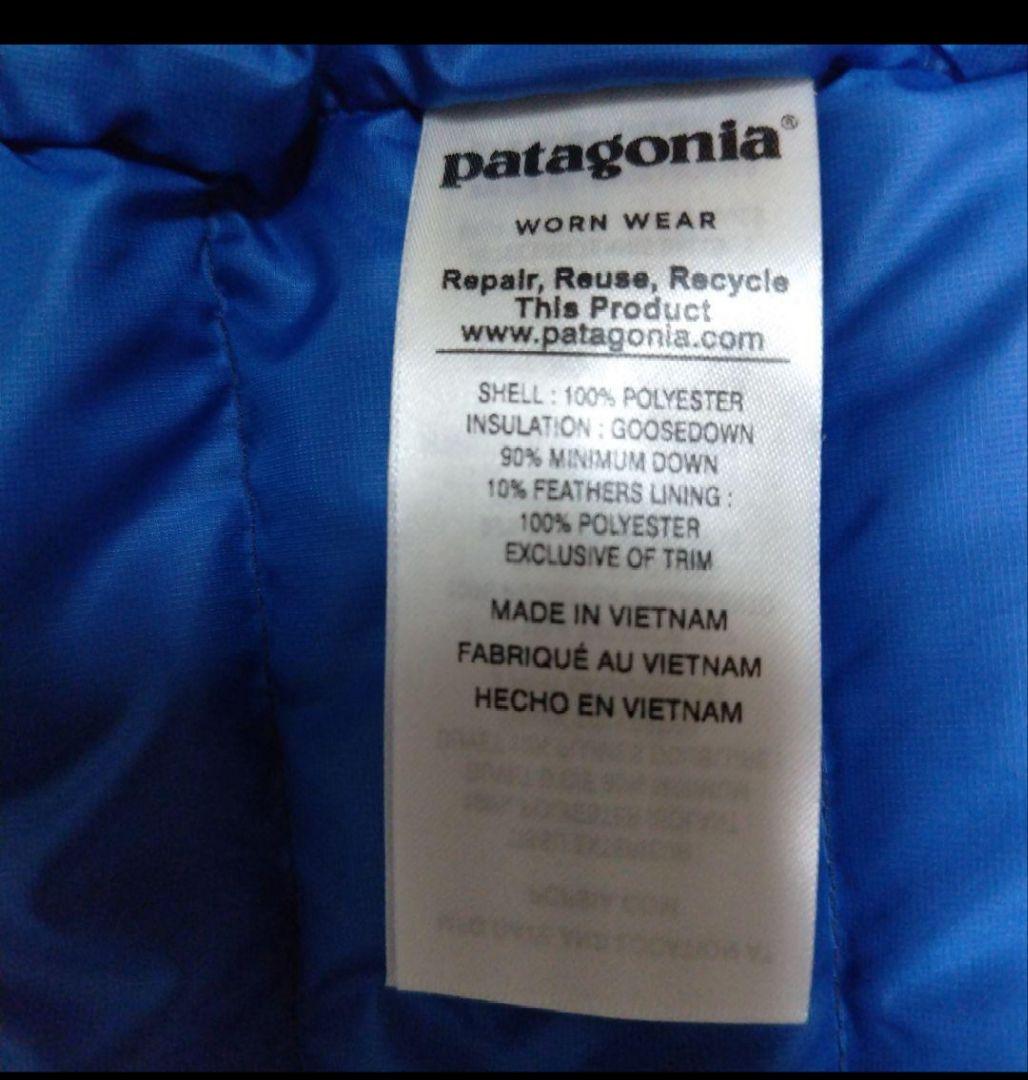 patagonia®
WORN WEAR
Repair, Reuse, Recycle
This Product
www.patagonia.com
SHELL : 100% POLYESTER
INSULATION : GOOSEDOWN
90% MINIMUM DOWN
10% FEATHERS LINING :
100% POLYESTER
EXCLUSIVE OF TRIM
MADE IN VIETNAM
FABRIQUÉ AU VIETNAM
HECHO EN VIETNAM